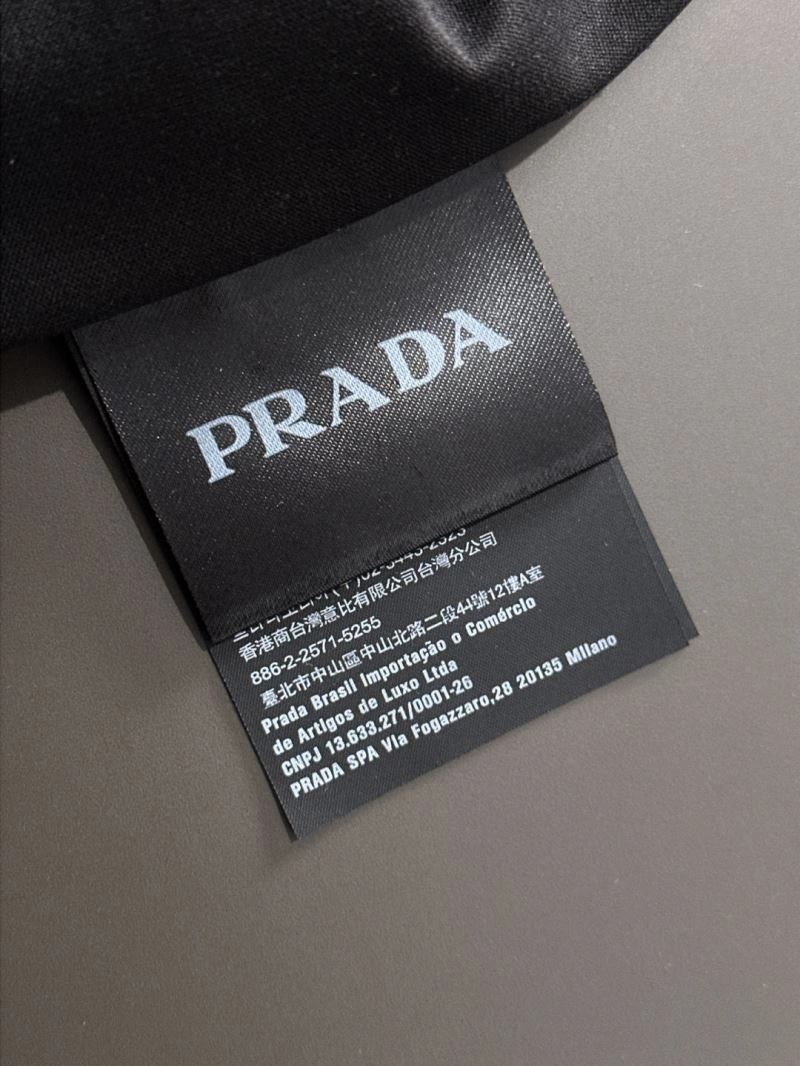 PRADA
香港商台灣意比有限公司台灣分公司
886-2-2571-5255
臺北市中山區中山北路二段44號12樓A室
Prada Brasil Importação o Comércio
de Artigos de Luxo Ltda
CNPJ 13.633.271/0001-26
PRADA SPA Via Fogazzaro,28 20135 Milano